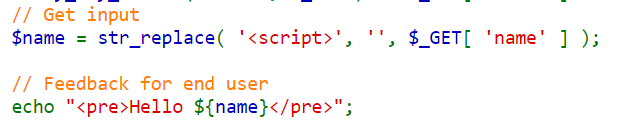 // Get input
$name = str_replace( '<script>', '', $_GET[ 'name' ] );
// Feedback for end user
echo "<pre>Hello ${name}</pre>";